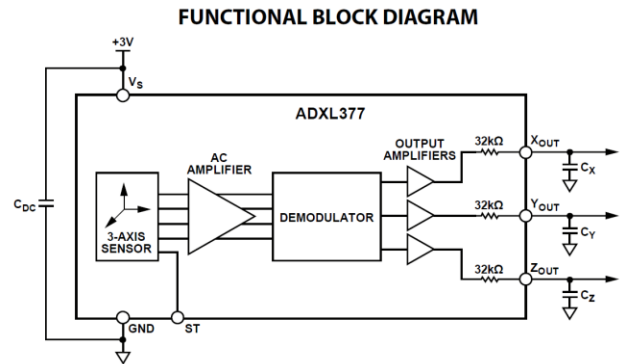 FUNCTIONAL BLOCK DIAGRAM
+3V
VS
ADXL377
AC
AMPLIFIER
OUTPUT
AMPLIFIERS
32kΩ
XOUT
CX
CDC
3-AXIS
SENSOR
DEMODULATOR
32kΩ
YOUT
CY
32kΩ
ZOUT
CZ
GND
ST